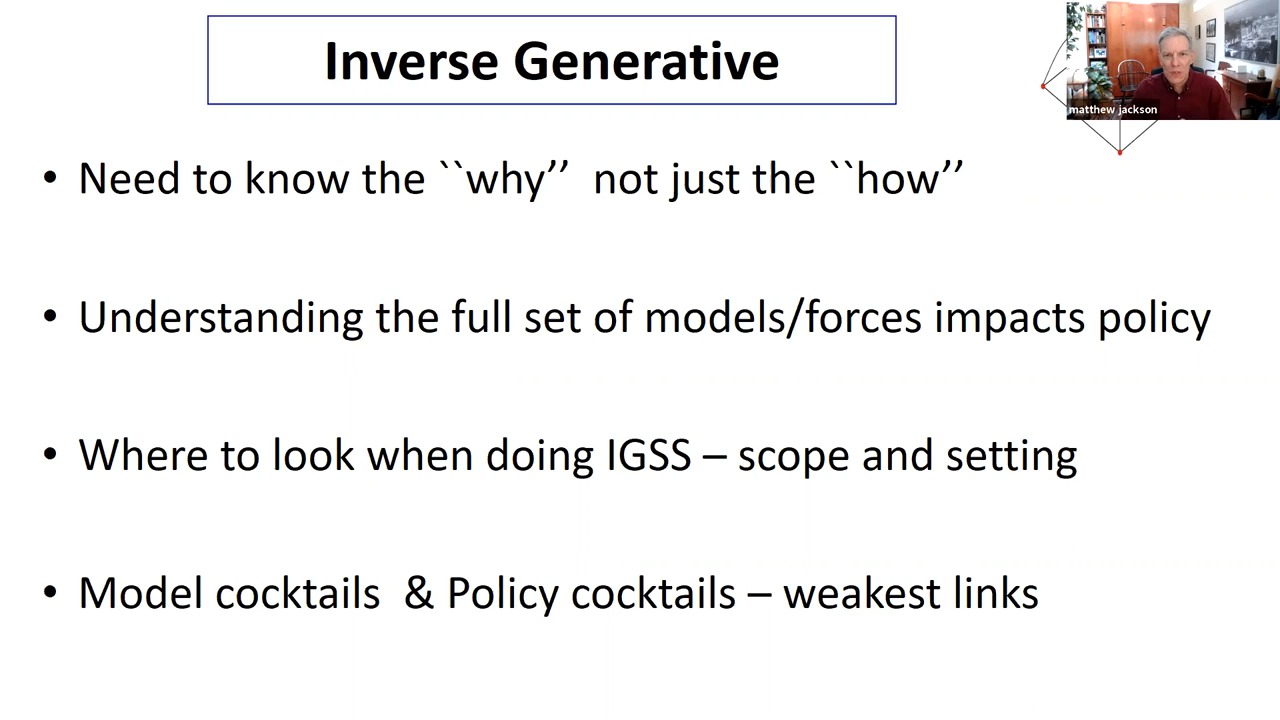 Inverse Generative
matthew jackson
• Need to know the ``why’’  not just the ``how’’
• Understanding the full set of models/forces impacts policy
• Where to look when doing IGSS – scope and setting
• Model cocktails  & Policy cocktails – weakest links